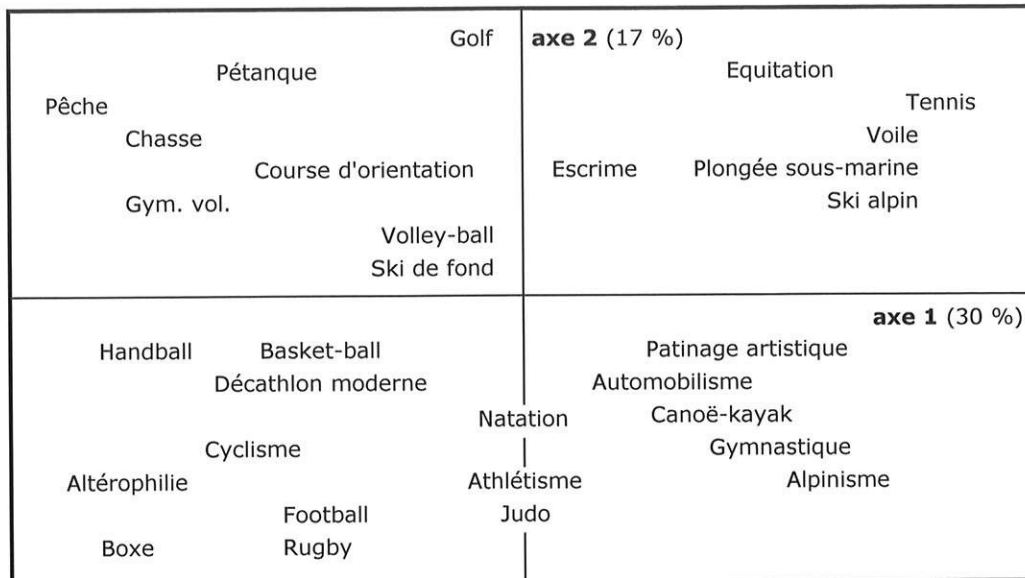 Golf axe 2 (17 %)
Pétanque Equitation
Pêche Tennis
Chasse Voile
Course d'orientation Escrime Plongée sous-marine
Gym. vol. Ski alpin
Volley-ball
Ski de fond
axe 1 (30 %)
Handball Basket-ball Patinage artistique
Décathlon moderne Automobilisme
Natation Canoë-kayak
Cyclisme Gymnastique
Altérophilie Athlétisme Alpinisme
Football Judo
Boxe Rugby